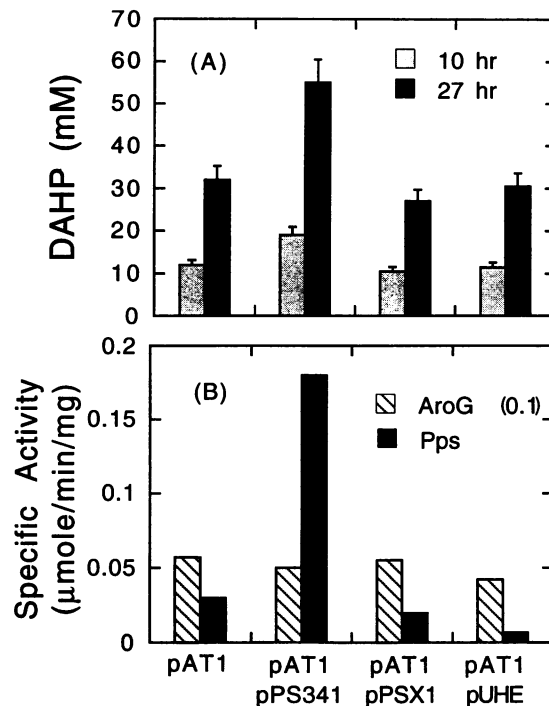 70
(A)
10 hr
60
27 hr
50
40
30
20
10
0
DAHP (mM)
0.2
(B)
AroG (0.1)
0.15
Pps
0.1
0.05
0
Specific Activity
(μmole/min/mg)
pAT1 pAT1 pAT1 pAT1
pPS341 pPSX1 pUHE